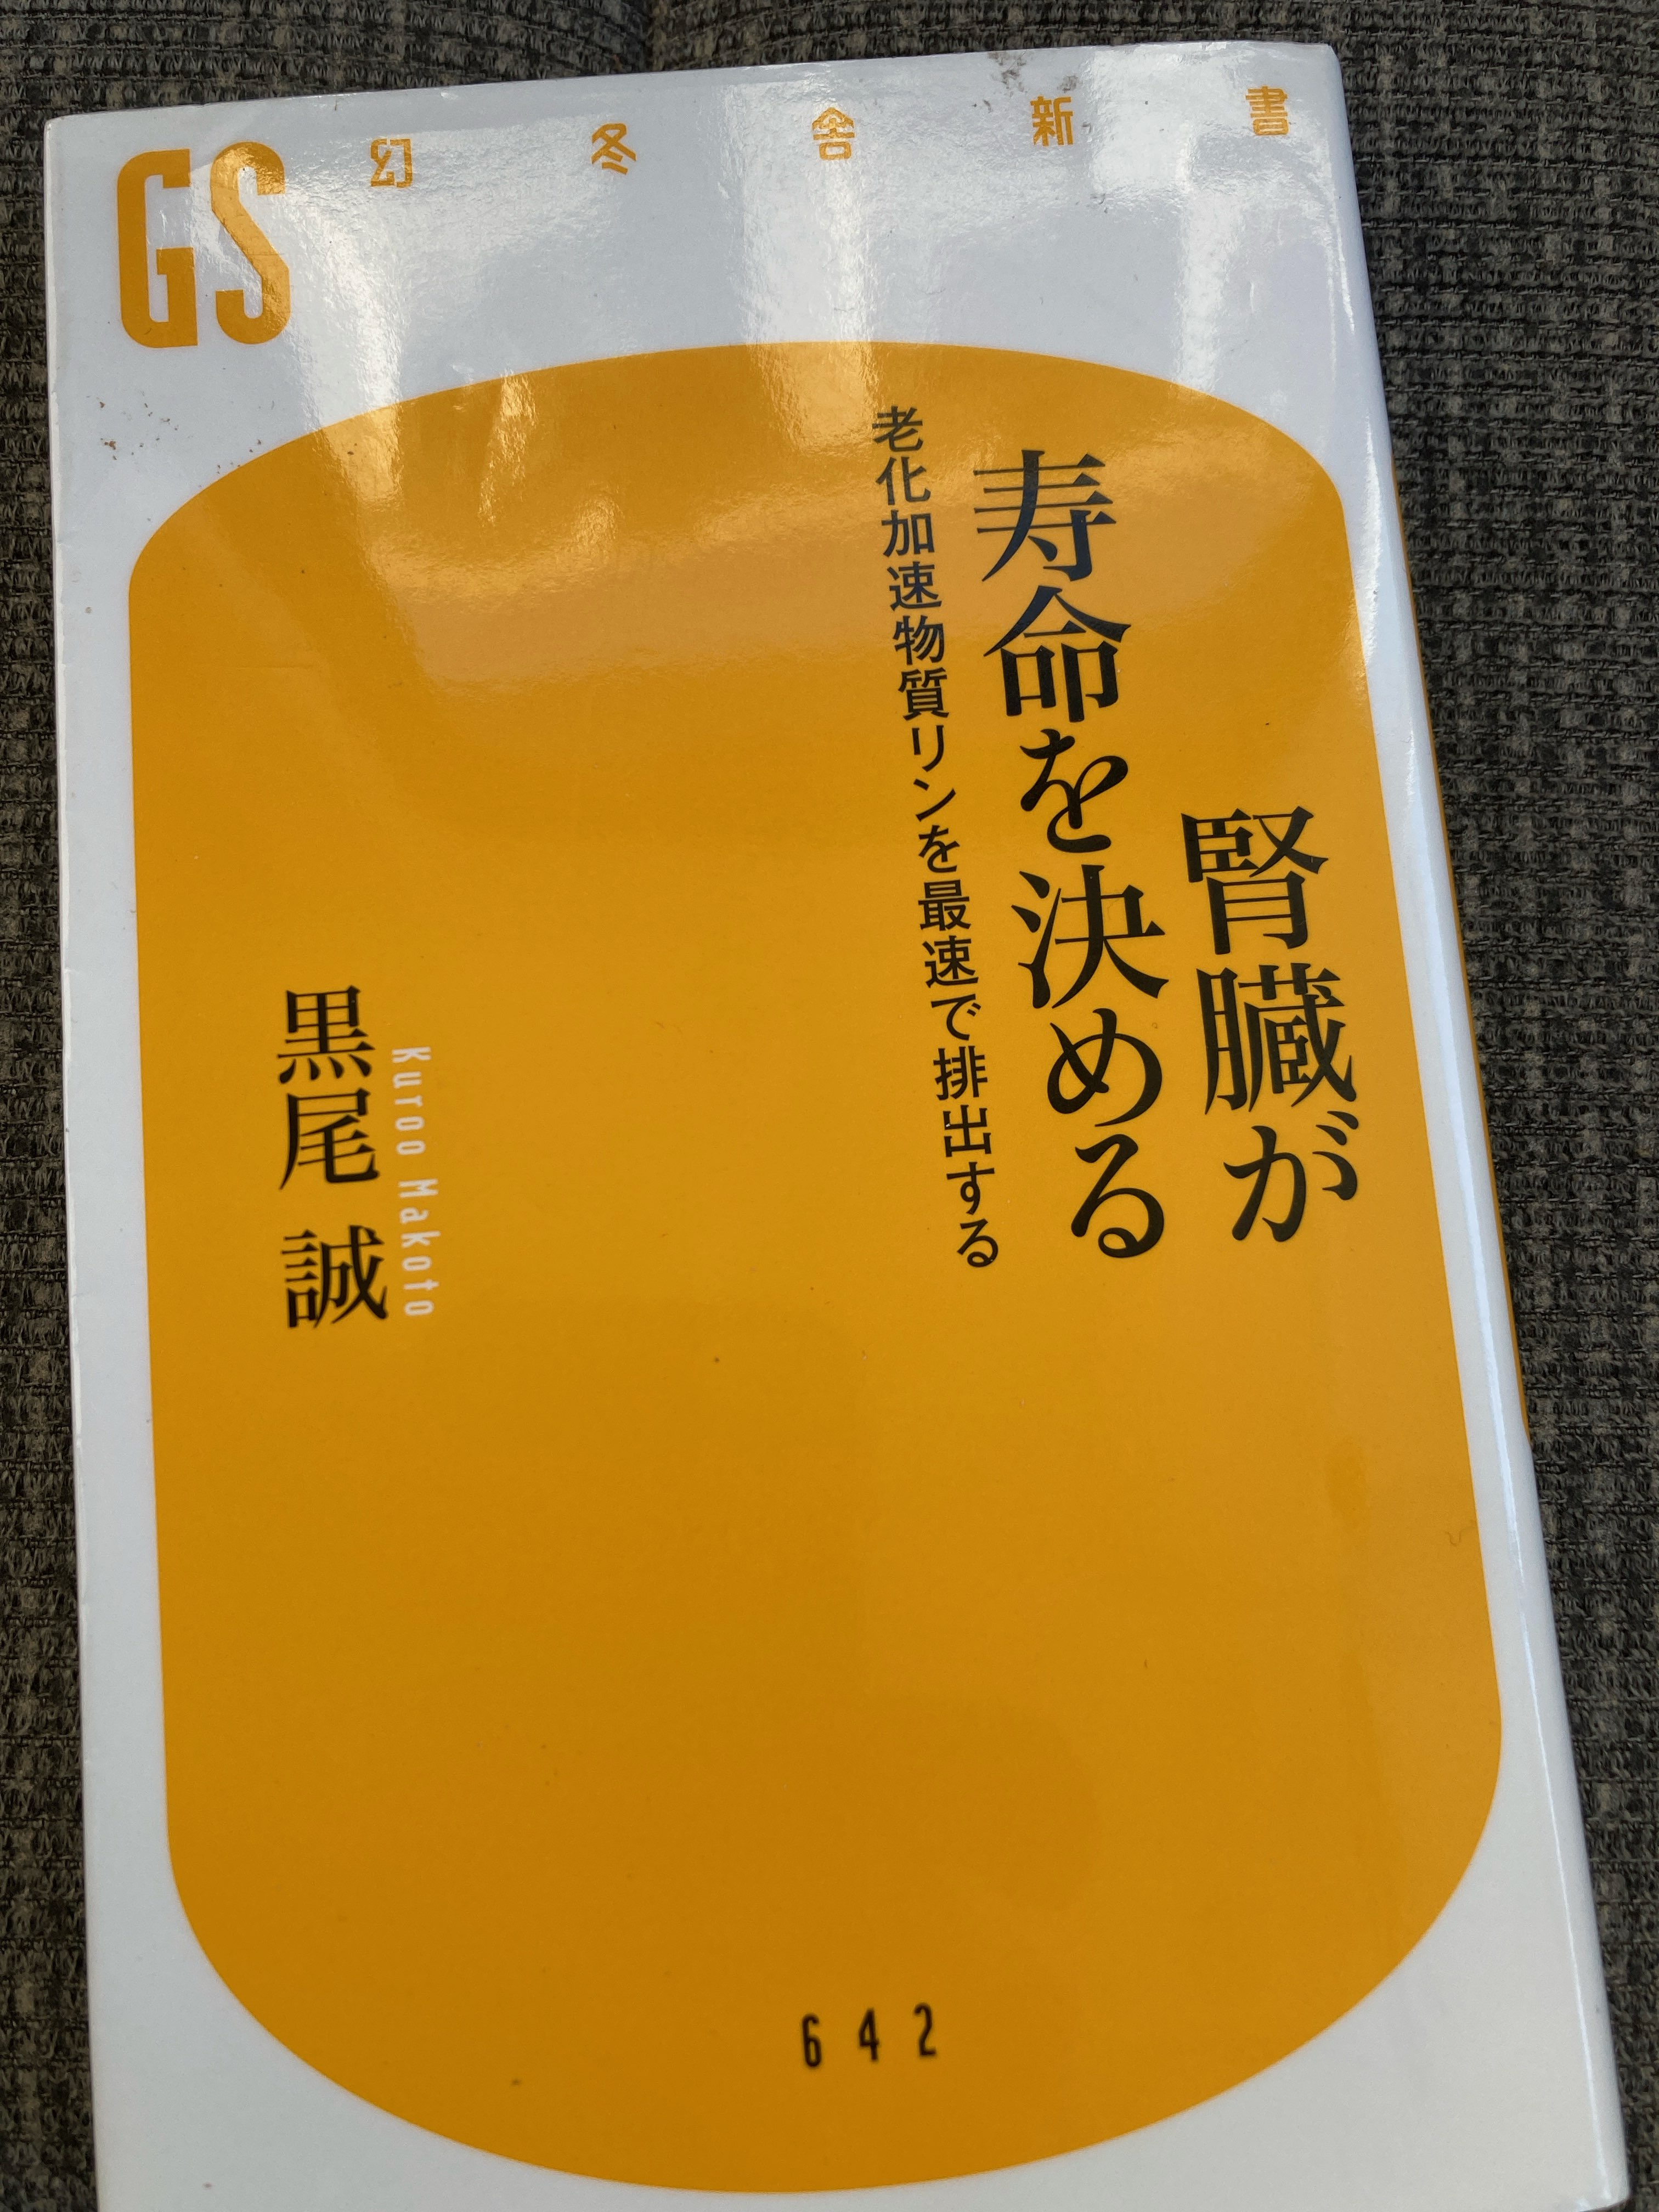 GS 幻冬舎新書
腎臓が
寿命を決める
老化加速物質リンを最速で排出する
Kuroo Makoto
黒尾 誠
642